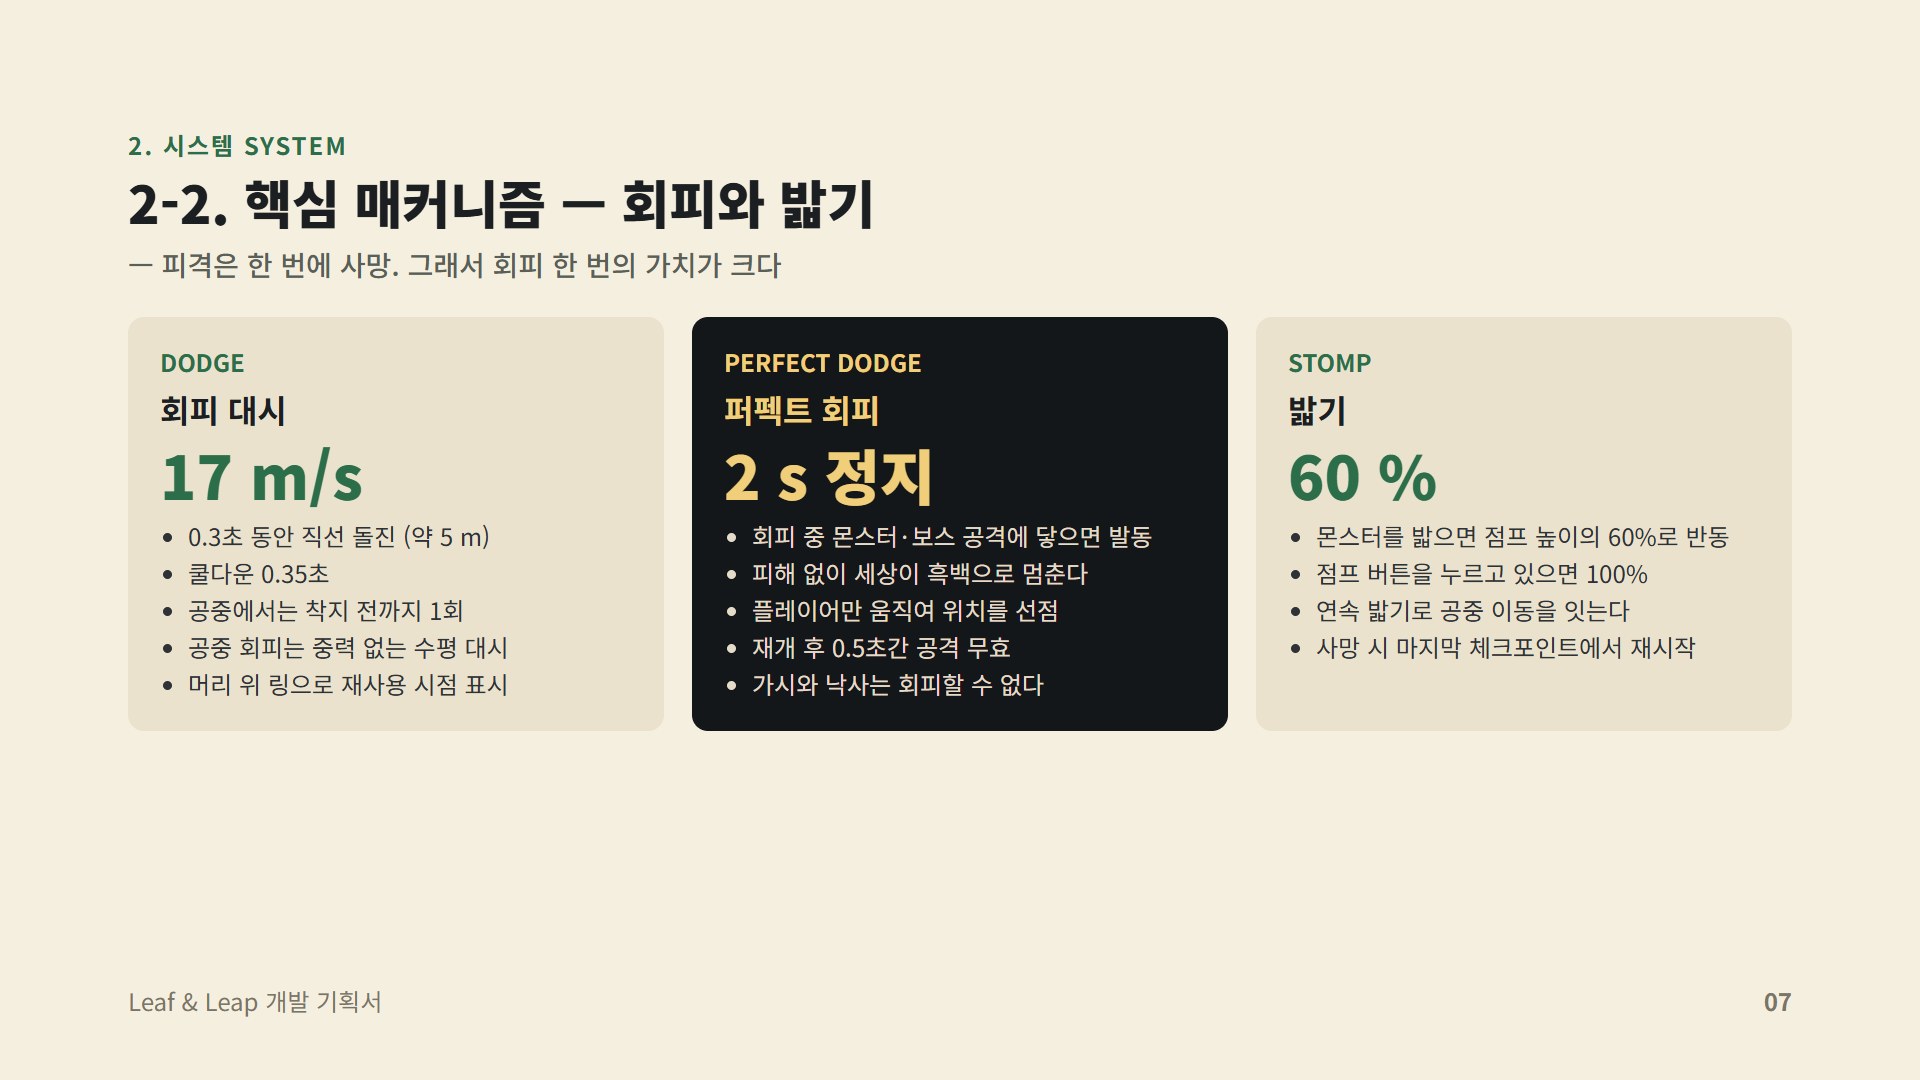 2. 시스템 SYSTEM
2-2. 핵심 매커니즘 — 회피와 밟기
— 피격은 한 번에 사망. 그래서 회피 한 번의 가치가 크다
DODGE
회피 대시
17 m/s
• 0.3초 동안 직선 돌진 (약 5 m)
• 쿨다운 0.35초
• 공중에서는 착지 전까지 1회
• 공중 회피는 중력 없는 수평 대시
• 머리 위 링으로 재사용 시점 표시
PERFECT DODGE
퍼펙트 회피
2 s 정지
• 회피 중 몬스터·보스 공격에 닿으면 발동
• 피해 없이 세상이 흑백으로 멈춘다
• 플레이어만 움직여 위치를 선점
• 재개 후 0.5초간 공격 무효
• 가시와 낙사는 회피할 수 없다
STOMP
밟기
60 %
• 몬스터를 밟으면 점프 높이의 60%로 반동
• 점프 버튼을 누르고 있으면 100%
• 연속 밟기로 공중 이동을 잇는다
• 사망 시 마지막 체크포인트에서 재시작
Leaf & Leap 개발 기획서
07